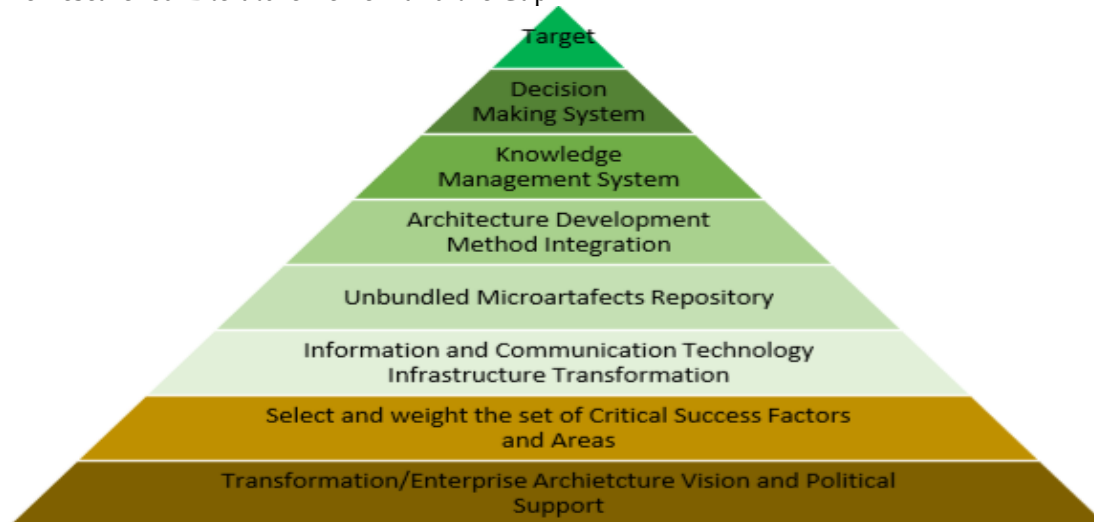 Target
Decision
Making System
Knowledge
Management System
Architecture Development
Method Integration
Unbundled Microartafects Repository
Information and Communication Technology
Infrastructure Transformation
Select and weight the set of Critical Success Factors
and Areas
Transformation/Enterprise Archietcture Vision and Political
Support